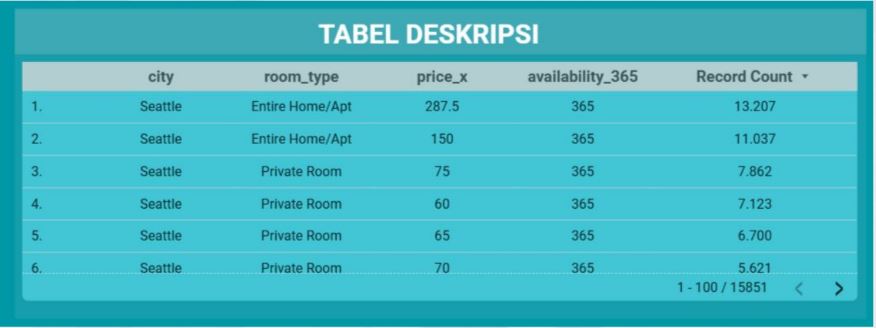 TABEL DESKRIPSI
city room_type price_x availability_365 Record Count
1. Seattle Entire Home/Apt 287.5 365 13.207
2. Seattle Entire Home/Apt 150 365 11.037
3. Seattle Private Room 75 365 7.862
4. Seattle Private Room 60 365 7.123
5. Seattle Private Room 65 365 6.700
6. Seattle Private Room 70 365 5.621
1 - 100 / 15851